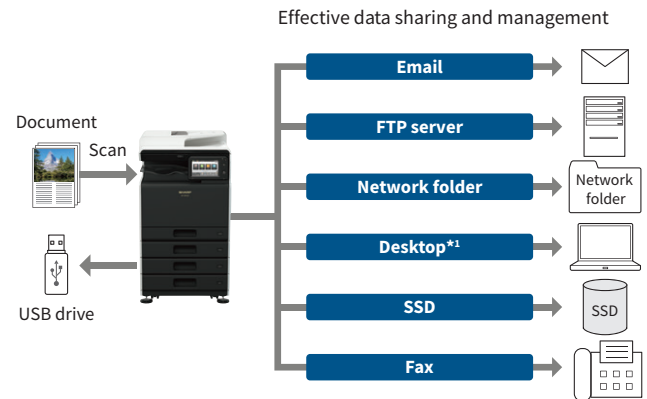 Effective data sharing and management
Email
FTP server
Document
Scan
Network folder
Network
folder
Desktop*1
USB drive
SSD
SSD
Fax
SHARP